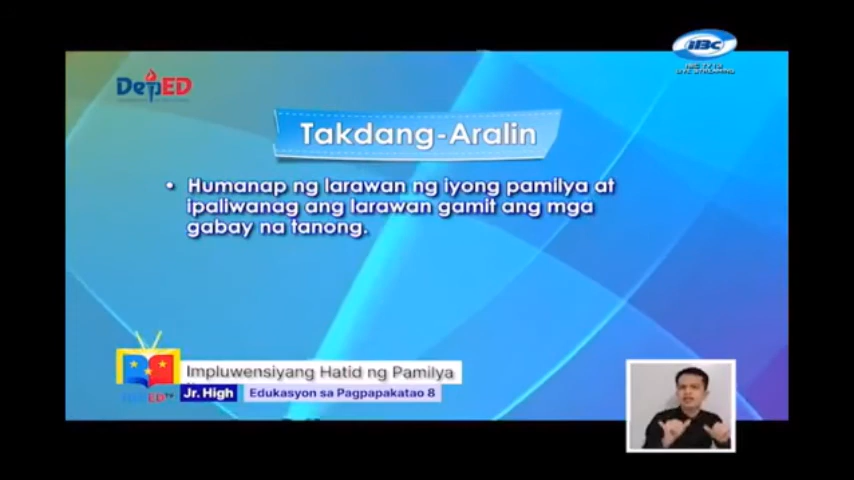 iBC
DepED
Takdang-Aralin
• Humanap ng larawan ng iyong pamilya at
ipaliwanag ang larawan gamit ang mga
gabay na tanong.
Impluwensiyang Hatid ng Pamilya
Jr. High
Edukasyon sa Pagpapakatao 8